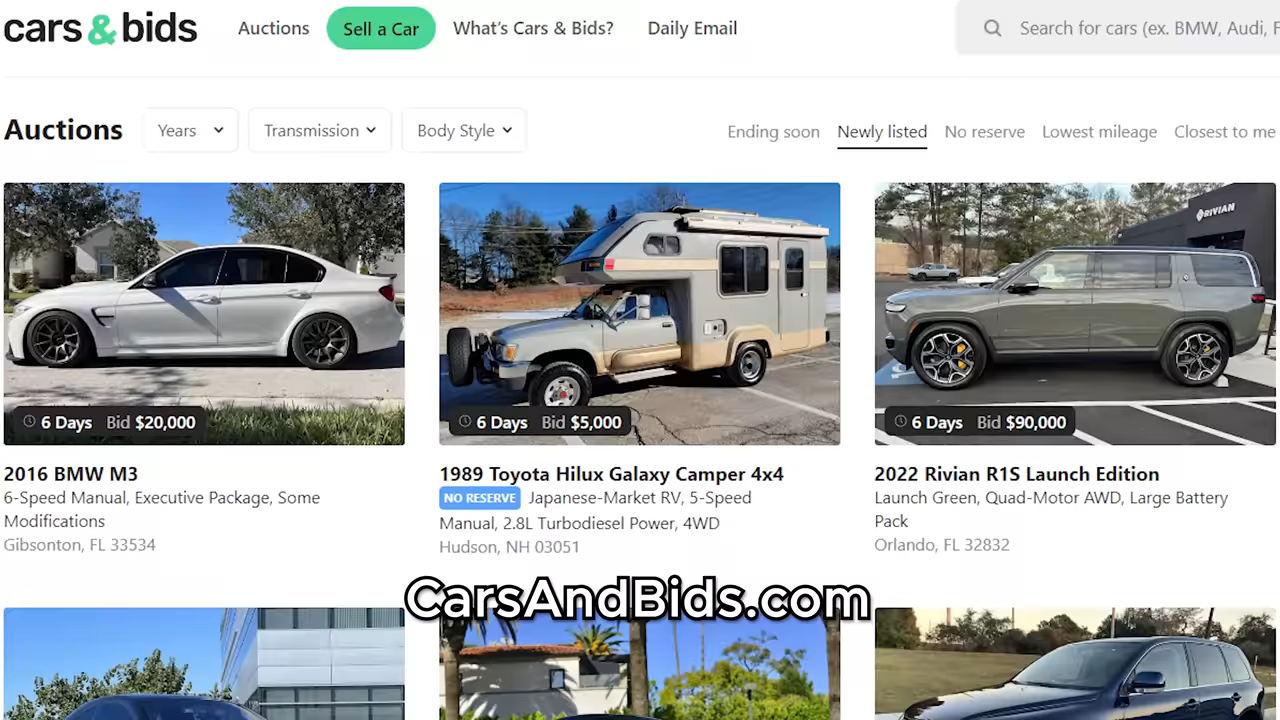 cars & bids
Auctions
Sell a Car
What's Cars & Bids?
Daily Email
Search for cars (ex. BMW, Audi, F
Auctions
Years
Transmission
Body Style
Ending soon
Newly listed
No reserve
Lowest mileage
Closest to me
RIVIAN
6 Days Bid $20,000
6 Days Bid $5,000
6 Days Bid $90,000
2016 BMW M3
6-Speed Manual, Executive Package, Some
Modifications
Gibsonton, FL 33534
1989 Toyota Hilux Galaxy Camper 4x4
NO RESERVE Japanese-Market RV, 5-Speed
Manual, 2.8L Turbodiesel Power, 4WD
Hudson, NH 03051
2022 Rivian R1S Launch Edition
Launch Green, Quad-Motor AWD, Large Battery
Pack
Orlando, FL 32832
CarsAndBids.com